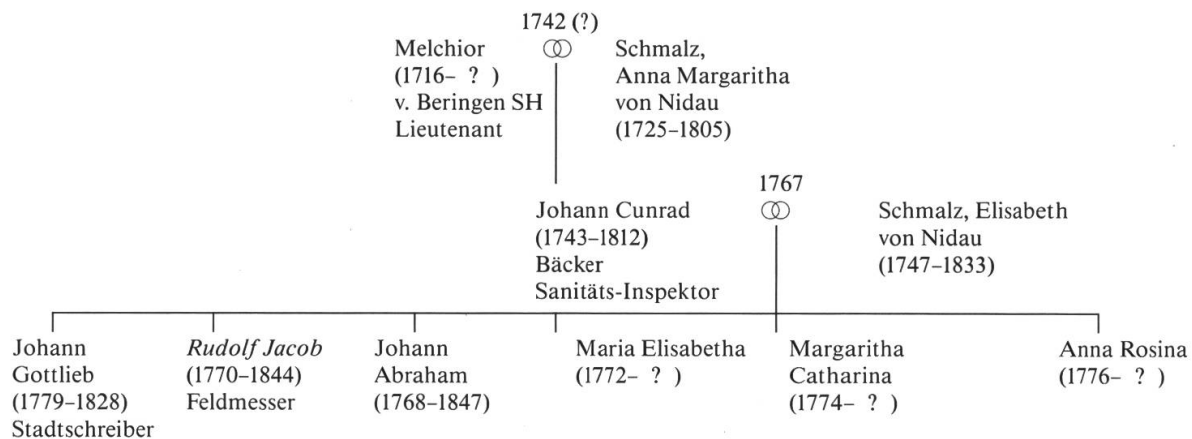 1742 (?)
Melchior
(1716– ? )
v. Beringen SH
Lieutenant
Schmalz,
Anna Margaritha
von Nidau
(1725–1805)
1767
Johann Cunrad
(1743–1812)
Bäcker
Sanitäts-Inspektor
Schmalz, Elisabeth
von Nidau
(1747–1833)
Johann
Gottlieb
(1779–1828)
Stadtschreiber
Rudolf Jacob
(1770–1844)
Feldmesser
Johann
Abraham
(1768–1847)
Maria Elisabetha
(1772– ? )
Margaritha
Catharina
(1774– ? )
Anna Rosina
(1776– ? )